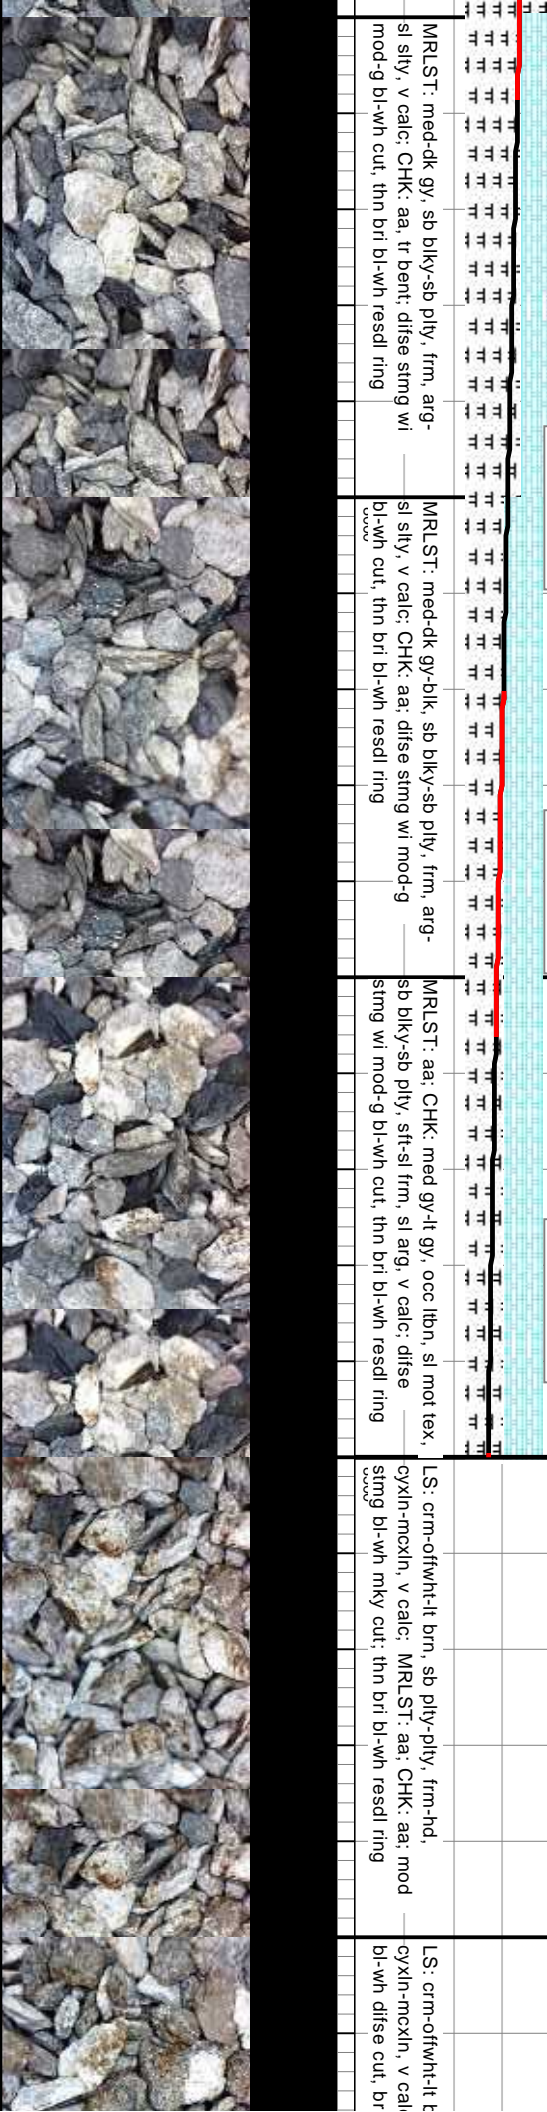 MRLST: med-dk gy, sb blky-sb plty, frm, arg-
sl slty, v calc; CHK: aa, tr bent; difse stmg wi
mod-g bl-wh cut, thn bri bl-wh resdl ring
MRLST: med-dk gy-blk, sb blky-sb plty, frm, arg-
sl slty, v calc; CHK: aa; difse stmg wi mod-g
bl-wh cut, thn bri bl-wh resdl ring
MRLST: aa; CHK: med gy-lt gy, occ ltbn, sl mot tex,
sb blky-sb plty, sft-sl frm, sl arg, v calc; difse
stmg wi mod-g bl-wh cut, thn bri bl-wh resdl ring
LS: crm-offwht-lt brn, sb plty-plty, frm-hd,
cyxln-mcxln, v calc; MRLST: aa; CHK: aa; mod
stmg bl-wh mky cut; thn bri bl-wh resdl ring
LS: crm-offwht-lt
cyxln-mcxln, v
bl-wh difse cut,